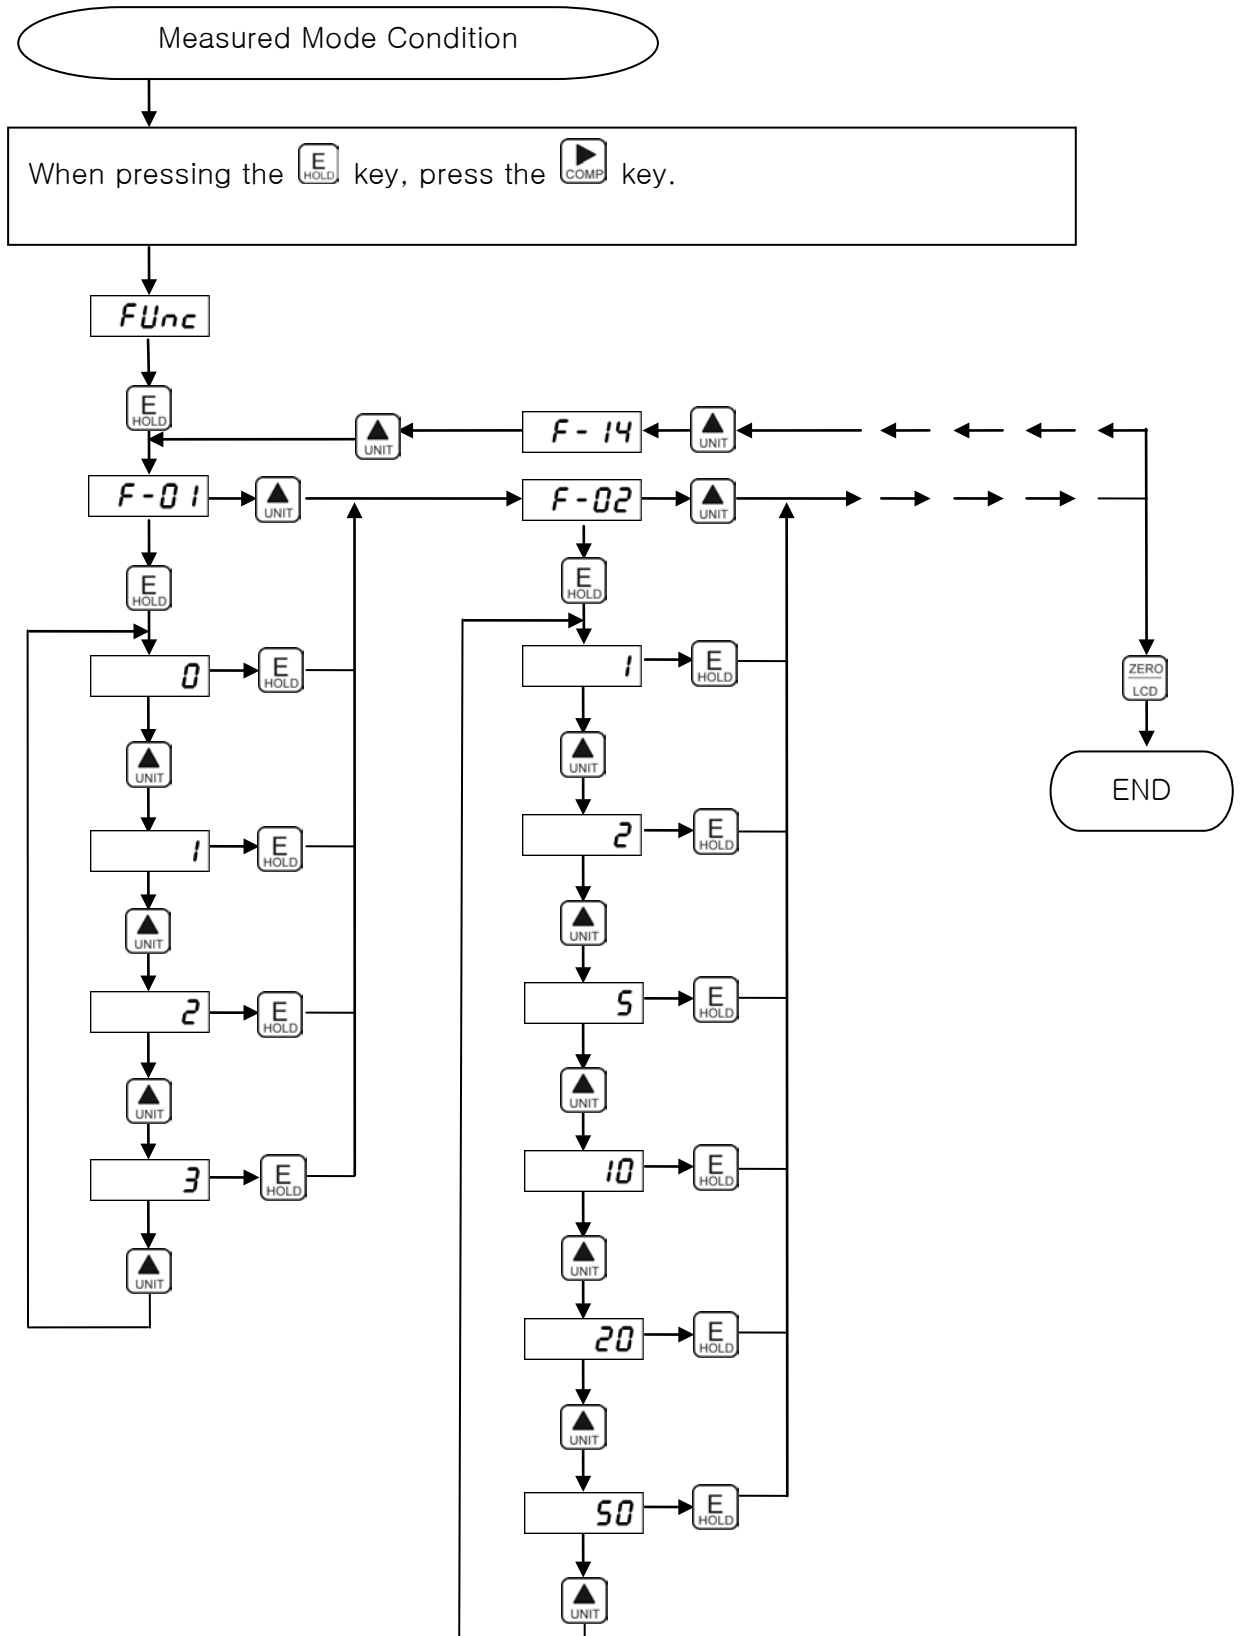 Measured Mode Condition
When pressing the E HOLD key, press the COMP key.
FUnc
E
HOLD
F-14
UNIT
UNIT
F-01
UNIT
F-02
UNIT
E
HOLD
E
HOLD
0
E
HOLD
1
E
HOLD
ZERO
LCD
UNIT
UNIT
END
1
E
HOLD
2
E
HOLD
UNIT
UNIT
2
E
HOLD
5
E
HOLD
UNIT
UNIT
3
E
HOLD
10
E
HOLD
UNIT
UNIT
20
E
HOLD
UNIT
50
E
HOLD
UNIT